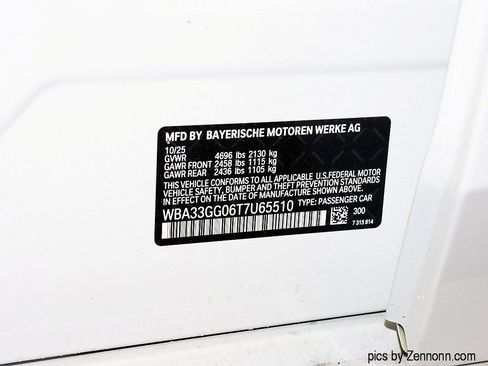 MFD BY BAYERISCHE MOTOREN WERKE AG
10/25
GVWR 4696 lbs 2130 kg
GAWR FRONT 2458 lbs 1115 kg
GAWR REAR 2436 lbs 1105 kg
THIS VEHICLE CONFORMS TO ALL APPLICABLE U.S.FEDERAL MOTOR
VEHICLE SAFETY, BUMPER AND THEFT PREVENTION STANDARDS
IN EFFECT ON THE DATE OF MANUFACTURE SHOWN ABOVE.
WBA33GG06T7U65510 TYPE: PASSENGER CAR
300
7 315 814
pics by Zennonn.com